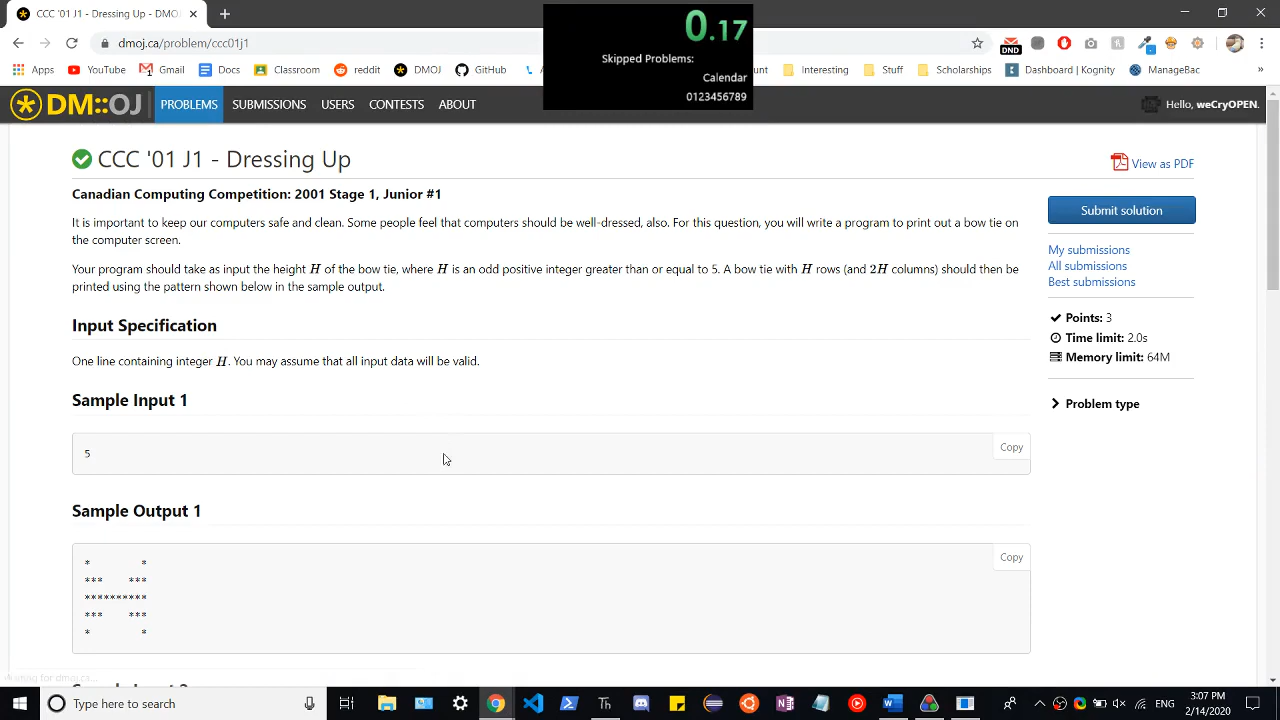 CCC '01 J1 - Dressing Up - DMO
0.17
Skipped Problems:
Calendar
0123456789
dmoj.ca/problem/ccc01j1
DND
Apps YouTube Gmail Docs Classroom reddit DMOJ GitHub unt Interesting Stuff Scholarships Dashboard | Kognity ManageBac »
DM::OJ PROBLEMS SUBMISSIONS USERS CONTESTS ABOUT Hello, weCryOPEN.
CCC '01 J1 - Dressing Up
View as PDF
Canadian Computing Competition: 2001 Stage 1, Junior #1
Submit solution
It is important to keep our computers safe and clean. Some people feel that computers should be well-dressed, also. For this question, you will write a program to print out a bow tie on
the computer screen.
My submissions
All submissions
Best submissions
Your program should take as input the height H of the bow tie, where H is an odd positive integer greater than or equal to 5. A bow tie with H rows (and 2H columns) should then be
printed using the pattern shown below in the sample output.
Points: 3
Time limit: 2.0s
Memory limit: 64M
Problem type
Input Specification
One line containing integer H. You may assume that all input data will be valid.
Sample Input 1
5
Copy
Sample Output 1
Copy
*        *
***    ***
**********
***    ***
*        *
Type here to search
ENG
3:07 PM
2/14/2020